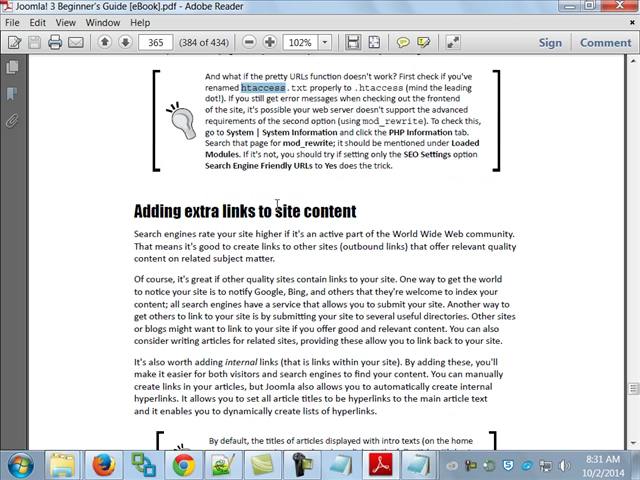 Joomla! 3 Beginner's Guide [eBook].pdf - Adobe Reader
File Edit View Window Help
365 (384 of 434) 102% Sign Comment
And what if the pretty URLs function doesn't work? First check if you've
renamed htaccess.txt properly to .htaccess (mind the leading
dot!). If you still get error messages when checking out the frontend
of the site, it's possible your web server doesn't support the advanced
requirements of the second option (using mod_rewrite). To check this,
go to System | System Information and click the PHP Information tab.
Search that page for mod_rewrite; it should be mentioned under Loaded
Modules. If it's not, you should try if setting only the SEO Settings option
Search Engine Friendly URLs to Yes does the trick.
Adding extra links to site content
Search engines rate your site higher if it's an active part of the World Wide Web community.
That means it's good to create links to other sites (outbound links) that offer relevant quality
content on related subject matter.
Of course, it's great if other quality sites contain links to your site. One way to get the world
to notice your site is to notify Google, Bing, and others that they're welcome to index your
content; all search engines have a service that allows you to submit your site. Another way to
get others to link to your site is by submitting your site to several useful directories. Other sites
or blogs might want to link to your site if you offer good and relevant content. You can also
consider writing articles for related sites, providing these allow you to link back to your site.
It's also worth adding internal links (that is links within your site). By adding these, you'll
make it easier for both visitors and search engines to find your content. You can manually
create links in your articles, but Joomla also allows you to automatically create internal
hyperlinks. It allows you to set all article titles to be hyperlinks to the main article text
and it enables you to dynamically create lists of hyperlinks.
By default, the titles of articles displayed with intro texts (on the home
8:31 AM
10/2/2014